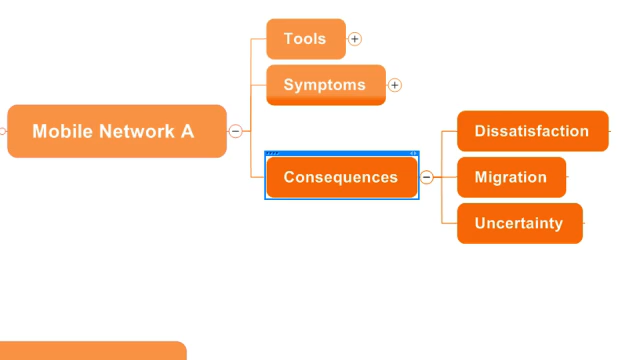 Tools
Symptoms
Mobile Network A
Dissatisfaction
Consequences
Migration
Uncertainty